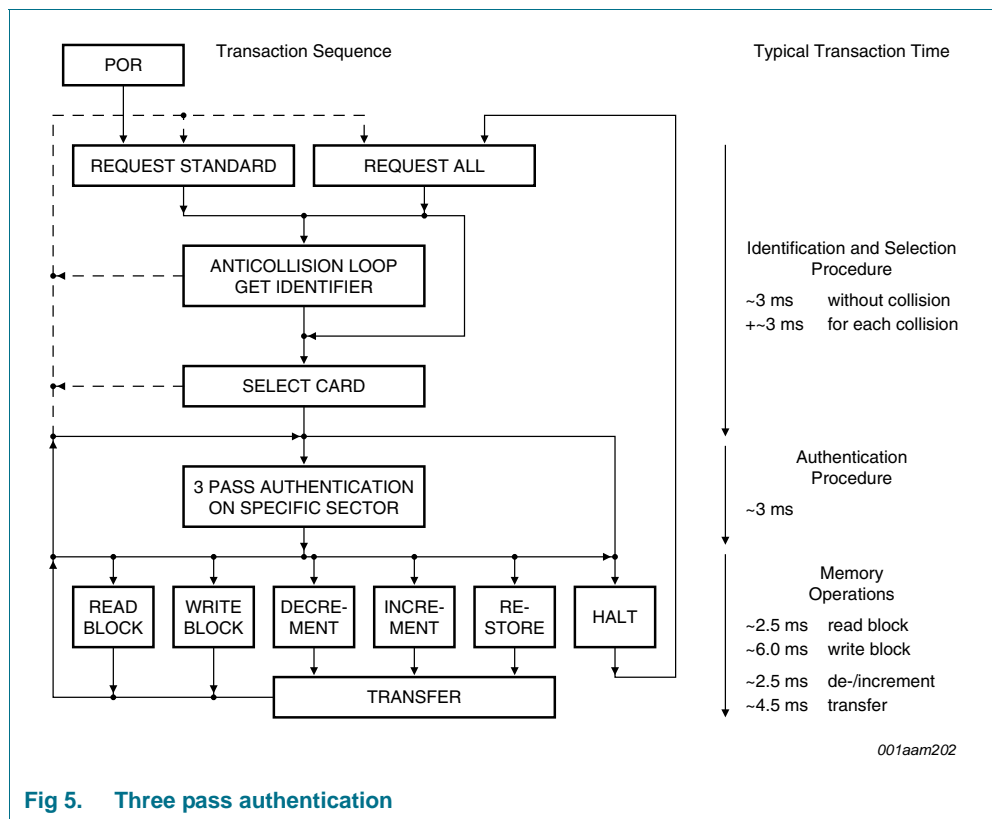 Transaction Sequence
Typical Transaction Time
POR
REQUEST STANDARD
REQUEST ALL
ANTICOLLISION LOOP
GET IDENTIFIER
SELECT CARD
3 PASS AUTHENTICATION
ON SPECIFIC SECTOR
READ
BLOCK
WRITE
BLOCK
DECRE-
MENT
INCRE-
MENT
RE-
STORE
HALT
TRANSFER
Identification and Selection
Procedure
~3 ms without collision
+~3 ms for each collision
Authentication
Procedure
~3 ms
Memory
Operations
~2.5 ms read block
~6.0 ms write block
~2.5 ms de-/increment
~4.5 ms transfer
001aam202
Fig 5. Three pass authentication